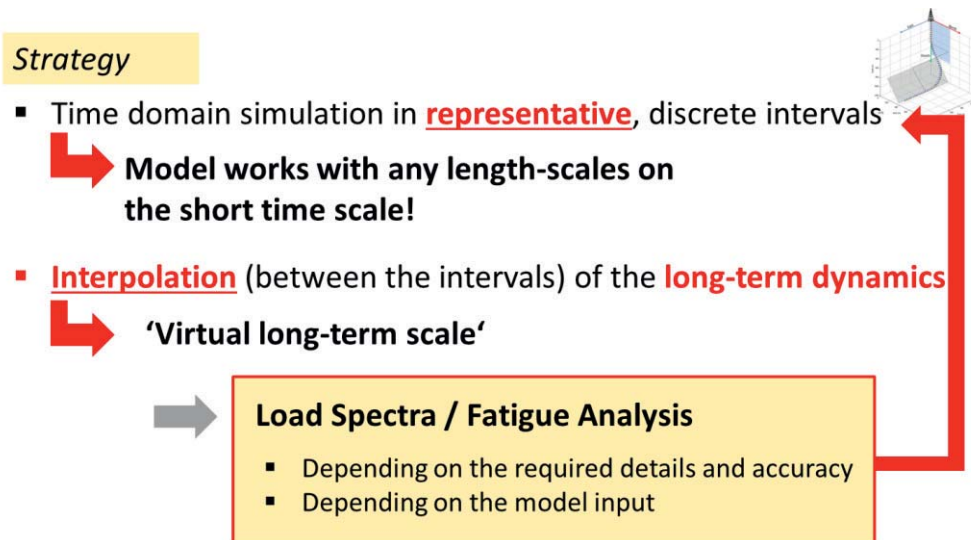 Strategy
▪ Time domain simulation in representative, discrete intervals
Model works with any length-scales on
the short time scale!
▪ Interpolation (between the intervals) of the long-term dynamics
‘Virtual long-term scale‘
Load Spectra / Fatigue Analysis
▪ Depending on the required details and accuracy
▪ Depending on the model input